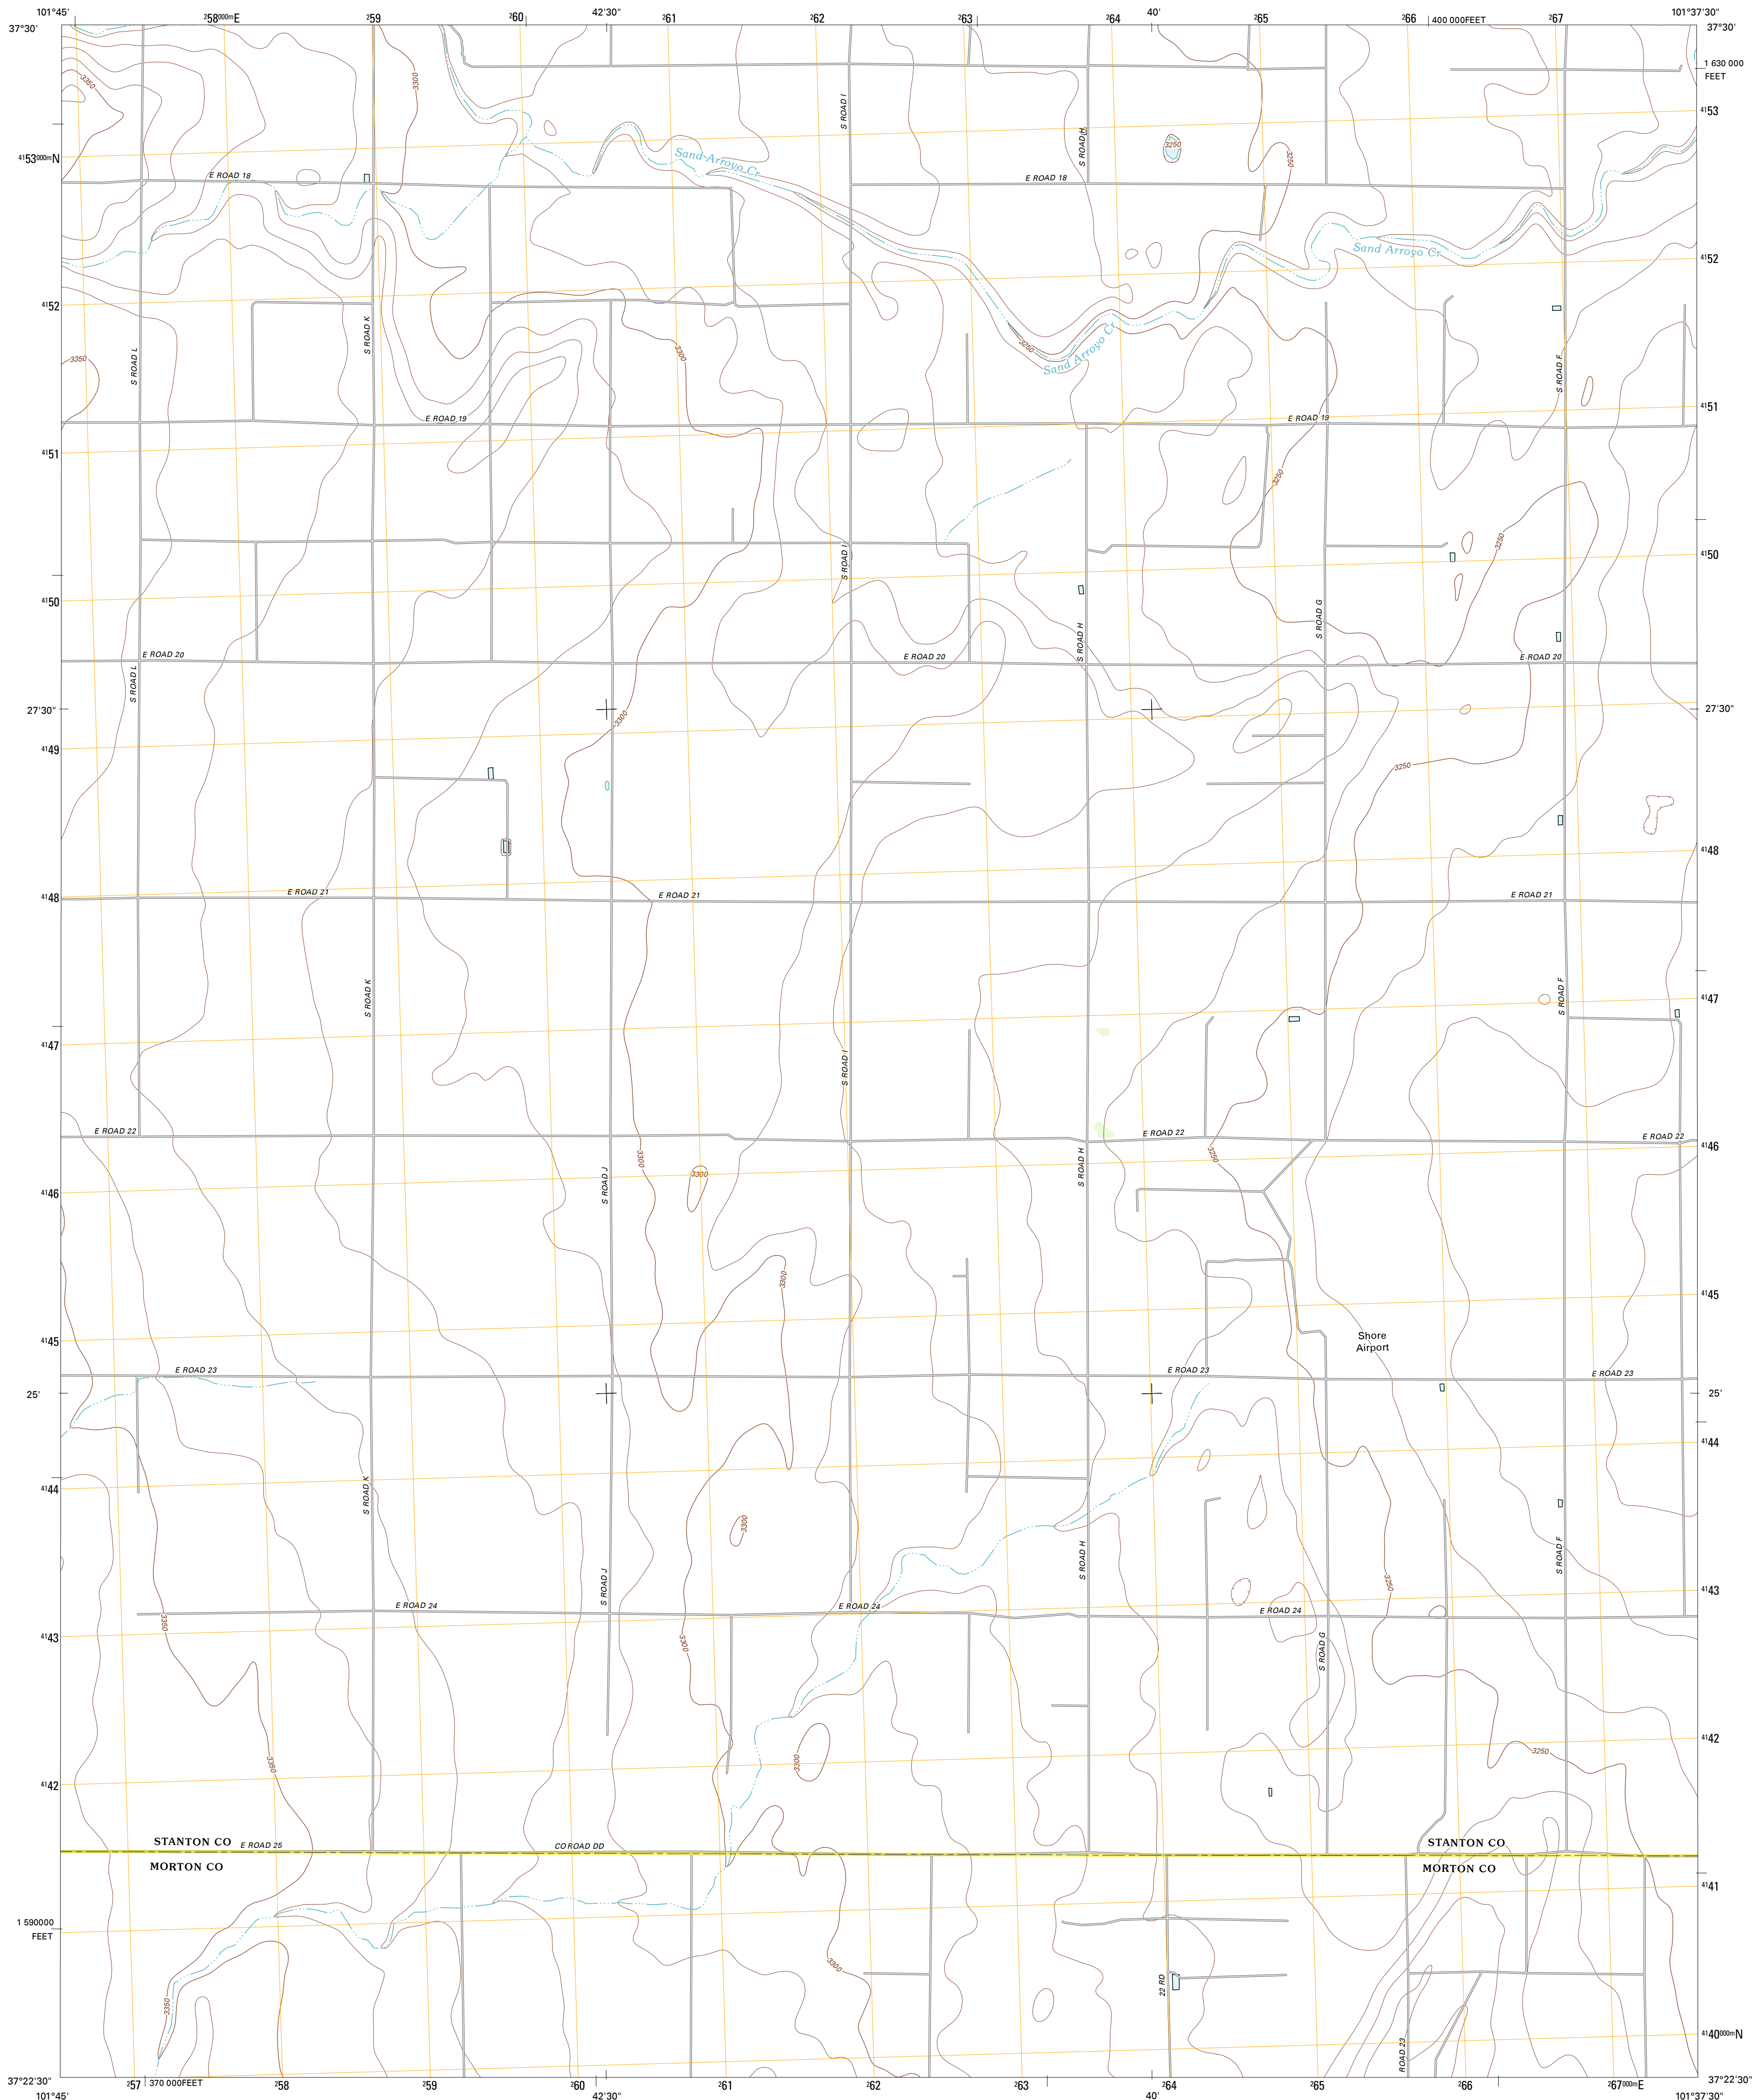 101°45' 258000mE 259 260 42'30" 261 262 263 264 40' 265 266 400 000FEET 267 101°37'30"
37°30' 37°30'
1 630 000
FEET
3350 3300
S ROAD I
4153
S ROAD H 3250
4153000mN
Sand Arroyo Cr
3250
E ROAD 18 E ROAD 18
Sand Arroyo Cr
4152
4152
S ROAD K
3250
Sand Arroyo Cr
3350 S ROAD L 3300 S ROAD F
4151
E ROAD 19 E ROAD 19
4151
3250
3250
S ROAD I
4150
4150
S ROAD G
S ROAD H
E ROAD 20 E ROAD 20 E ROAD 20
S ROAD L
27'30" 27'30"
3300
4149
3250
4148
E ROAD 21 E ROAD 21 E ROAD 21
4148
S ROAD K S ROAD F
4147
4147
S ROAD I
E ROAD 22 E ROAD 22 E ROAD 22
4146
3300 3250
S ROAD H
3300
S ROAD J
4146
3300
4145
Shore
Airport
4145
E ROAD 23 E ROAD 23 E ROAD 23
25' 25'
4144
4144
S ROAD K
3300
S ROAD H S ROAD F
3250
S ROAD J
4143
E ROAD 24 E ROAD 24 E ROAD 24
3350
4143
3300
S ROAD G
4142
3250
3350 3300
4142
STANTON CO E ROAD 25 CO ROAD DD STANTON CO
MORTON CO MORTON CO
4141
1 590000
FEET
3300
22 RD
3350
4140000mN
ROAD 23
37°22'30" 37°22'30"
101°45' 257 370 000FEET 258 259 260 42'30" 261 262 263 40' 264 265 266 267000mE 101°37'30"